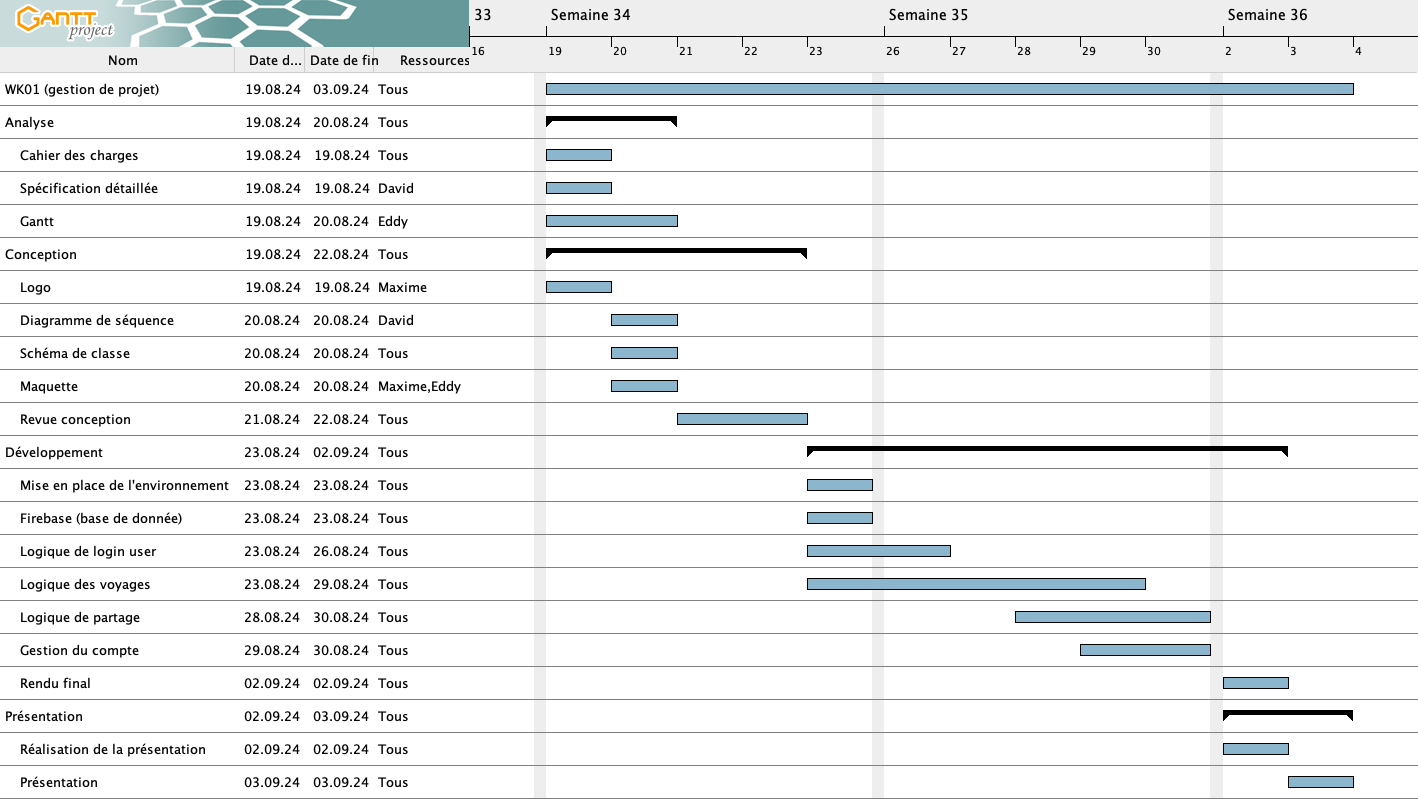 GANTT
project
33 Semaine 34 Semaine 35 Semaine 36
16 19 20 21 22 23 26 27 28 29 30 2 3 4
Nom Date d... Date de fin Ressources
WK01 (gestion de projet) 19.08.24 03.09.24 Tous
Analyse 19.08.24 20.08.24 Tous
Cahier des charges 19.08.24 19.08.24 Tous
Spécification détaillée 19.08.24 19.08.24 David
Gantt 19.08.24 20.08.24 Eddy
Conception 19.08.24 22.08.24 Tous
Logo 19.08.24 19.08.24 Maxime
Diagramme de séquence 20.08.24 20.08.24 David
Schéma de classe 20.08.24 20.08.24 Tous
Maquette 20.08.24 20.08.24 Maxime,Eddy
Revue conception 21.08.24 22.08.24 Tous
Développement 23.08.24 02.09.24 Tous
Mise en place de l'environnement 23.08.24 23.08.24 Tous
Firebase (base de donnée) 23.08.24 23.08.24 Tous
Logique de login user 23.08.24 26.08.24 Tous
Logique des voyages 23.08.24 29.08.24 Tous
Logique de partage 28.08.24 30.08.24 Tous
Gestion du compte 29.08.24 30.08.24 Tous
Rendu final 02.09.24 02.09.24 Tous
Présentation 02.09.24 03.09.24 Tous
Réalisation de la présentation 02.09.24 02.09.24 Tous
Présentation 03.09.24 03.09.24 Tous